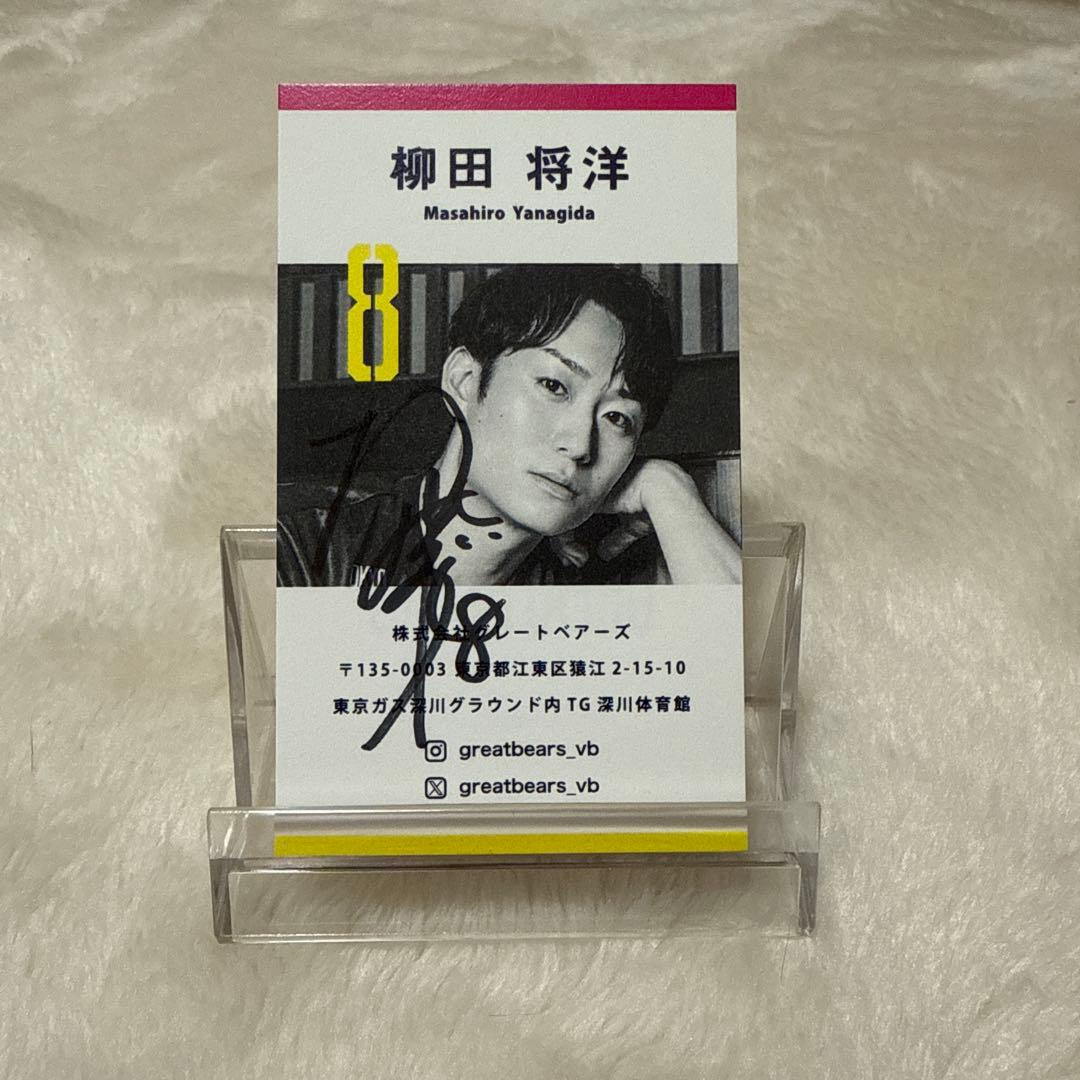 柳田 将洋
Masahiro Yanagida
8
8
株式会社グレートベアーズ
〒135-0003 東京都江東区猿江 2-15-10
東京ガス深川グラウンド内 TG 深川体育館
greatbears_vb
greatbears_vb